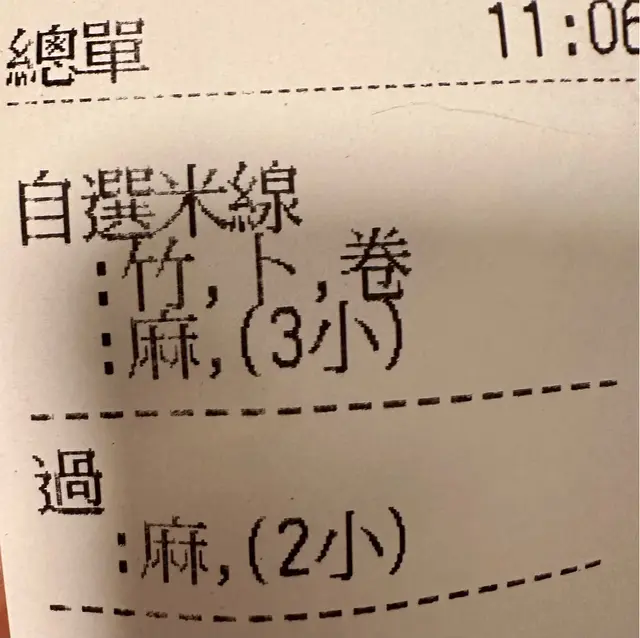 總單 11:06
自選米線
:竹,卜,卷
:麻,(3小)
過
:麻,(2小)